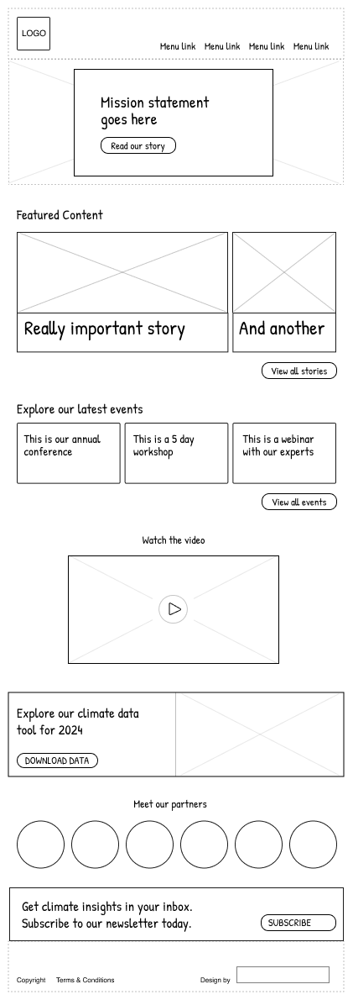 LOGO
Menu link Menu link Menu link Menu link
Mission statement
goes here
Read our story
Featured Content
Really important story
And another
View all stories
Explore our latest events
This is our annual
conference
This is a 5 day
workshop
This is a webinar
with our experts
View all events
Watch the video
Explore our climate data
tool for 2024
DOWNLOAD DATA
Meet our partners
Get climate insights in your inbox.
Subscribe to our newsletter today.
SUBSCRIBE
Copyright Terms & Conditions Design by